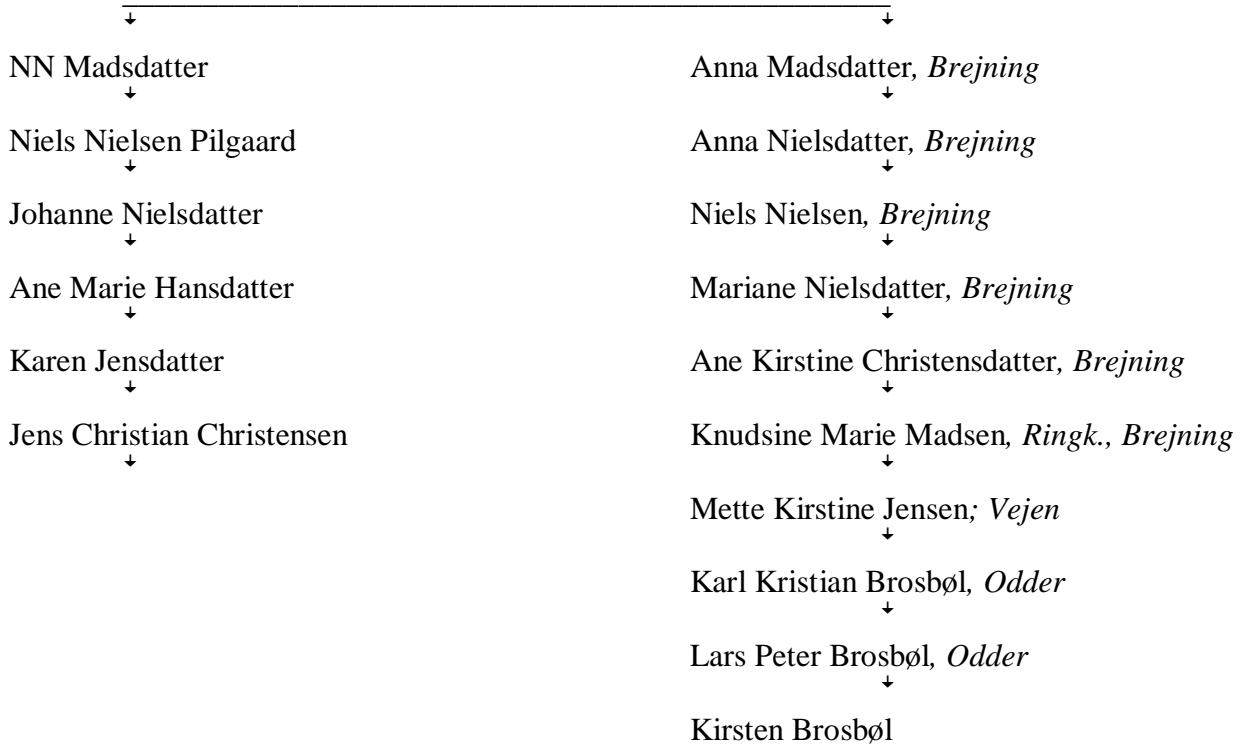 NN Madsdatter
Anna Madsdatter, Brejning
Niels Nielsen Pilgaard
Anna Nielsdatter, Brejning
Johanne Nielsdatter
Niels Nielsen, Brejning
Ane Marie Hansdatter
Mariane Nielsdatter, Brejning
Karen Jensdatter
Ane Kirstine Christensdatter, Brejning
Jens Christian Christensen
Knudsine Marie Madsen, Ringk., Brejning
Mette Kirstine Jensen; Vejen
Karl Kristian Brosbøl, Odder
Lars Peter Brosbøl, Odder
Kirsten Brosbøl